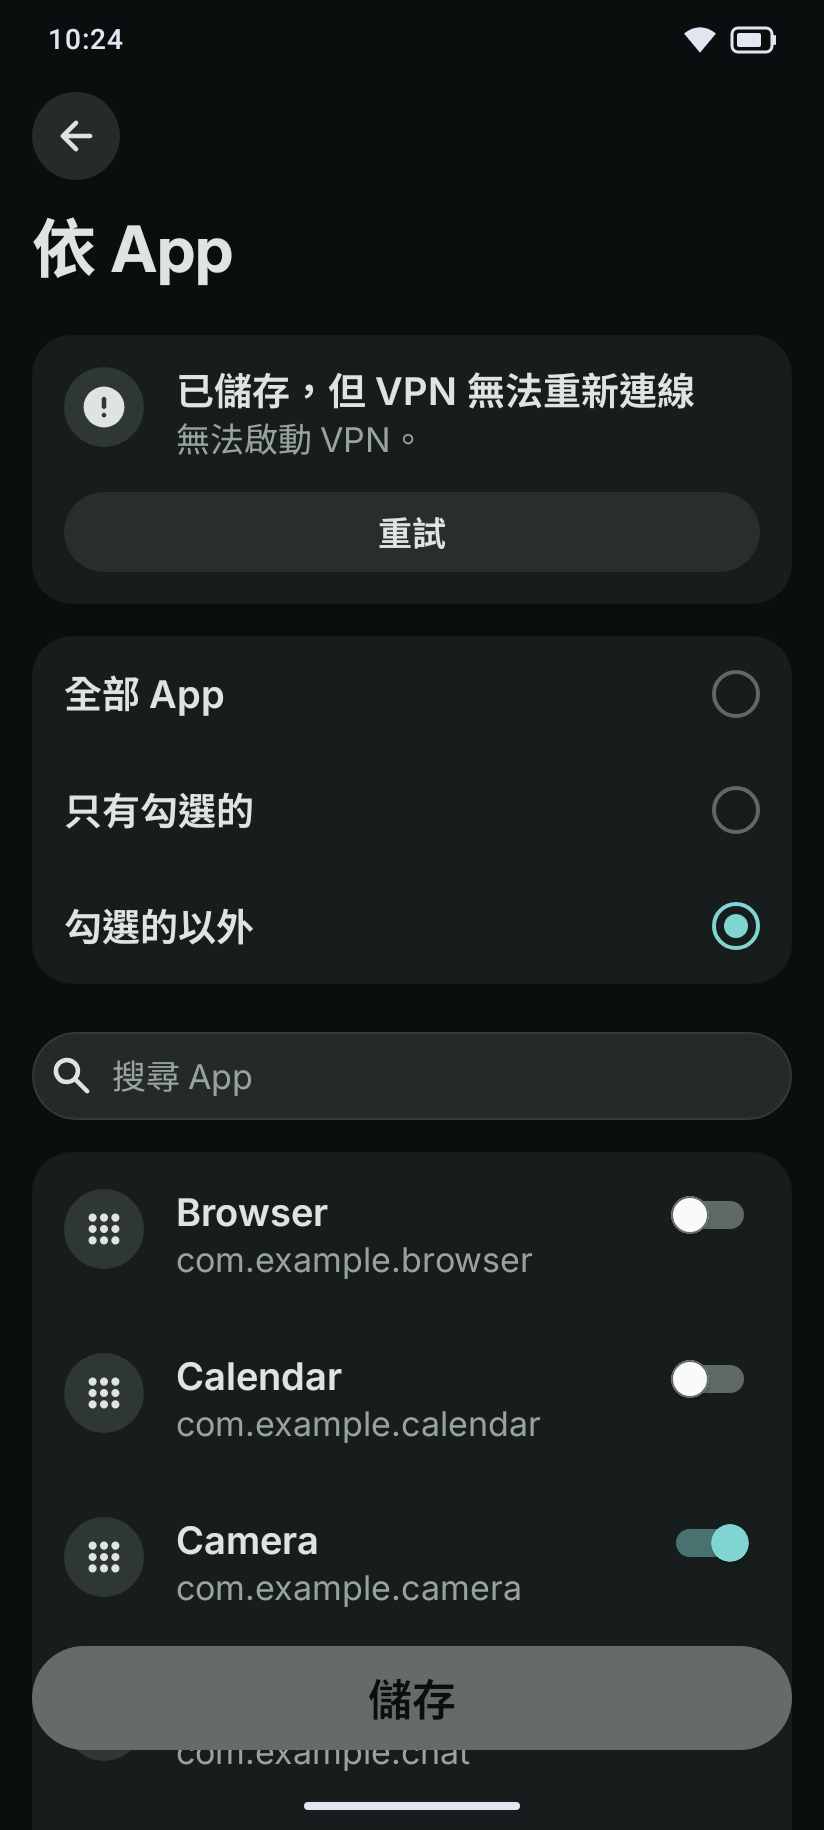 10:24
依 App
已儲存，但 VPN 無法重新連線
無法啟動 VPN。
重試
全部 App
只有勾選的
勾選的以外
搜尋 App
Browser
com.example.browser
Calendar
com.example.calendar
Camera
com.example.camera
儲存
com.example.chat